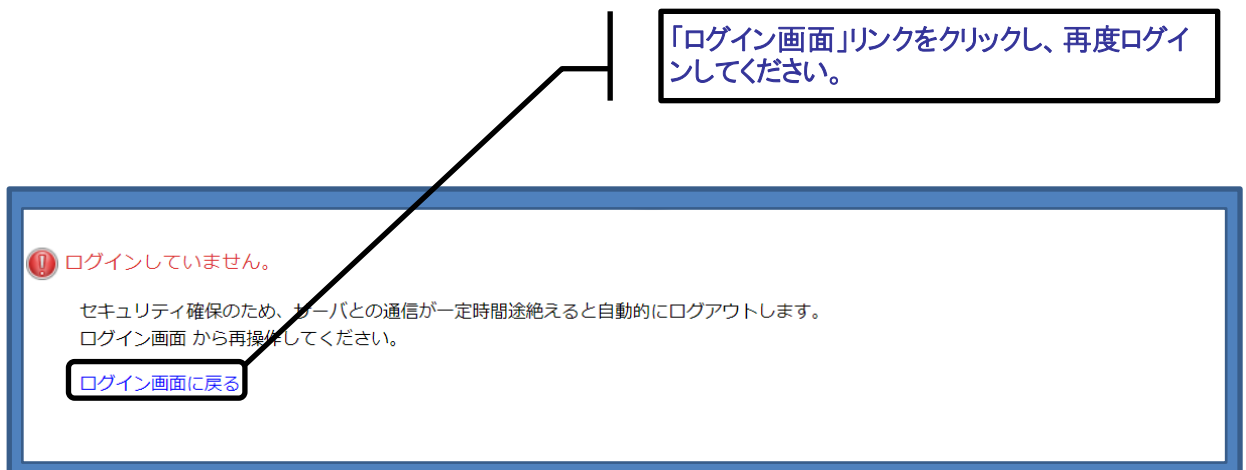 「ログイン画面」リンクをクリックし、再度ログイ
ンしてください。
ログインしていません。
セキュリティ確保のため、サーバとの通信が一定時間途絶えると自動的にログアウトします。
ログイン画面 から再操作してください。
ログイン画面に戻る